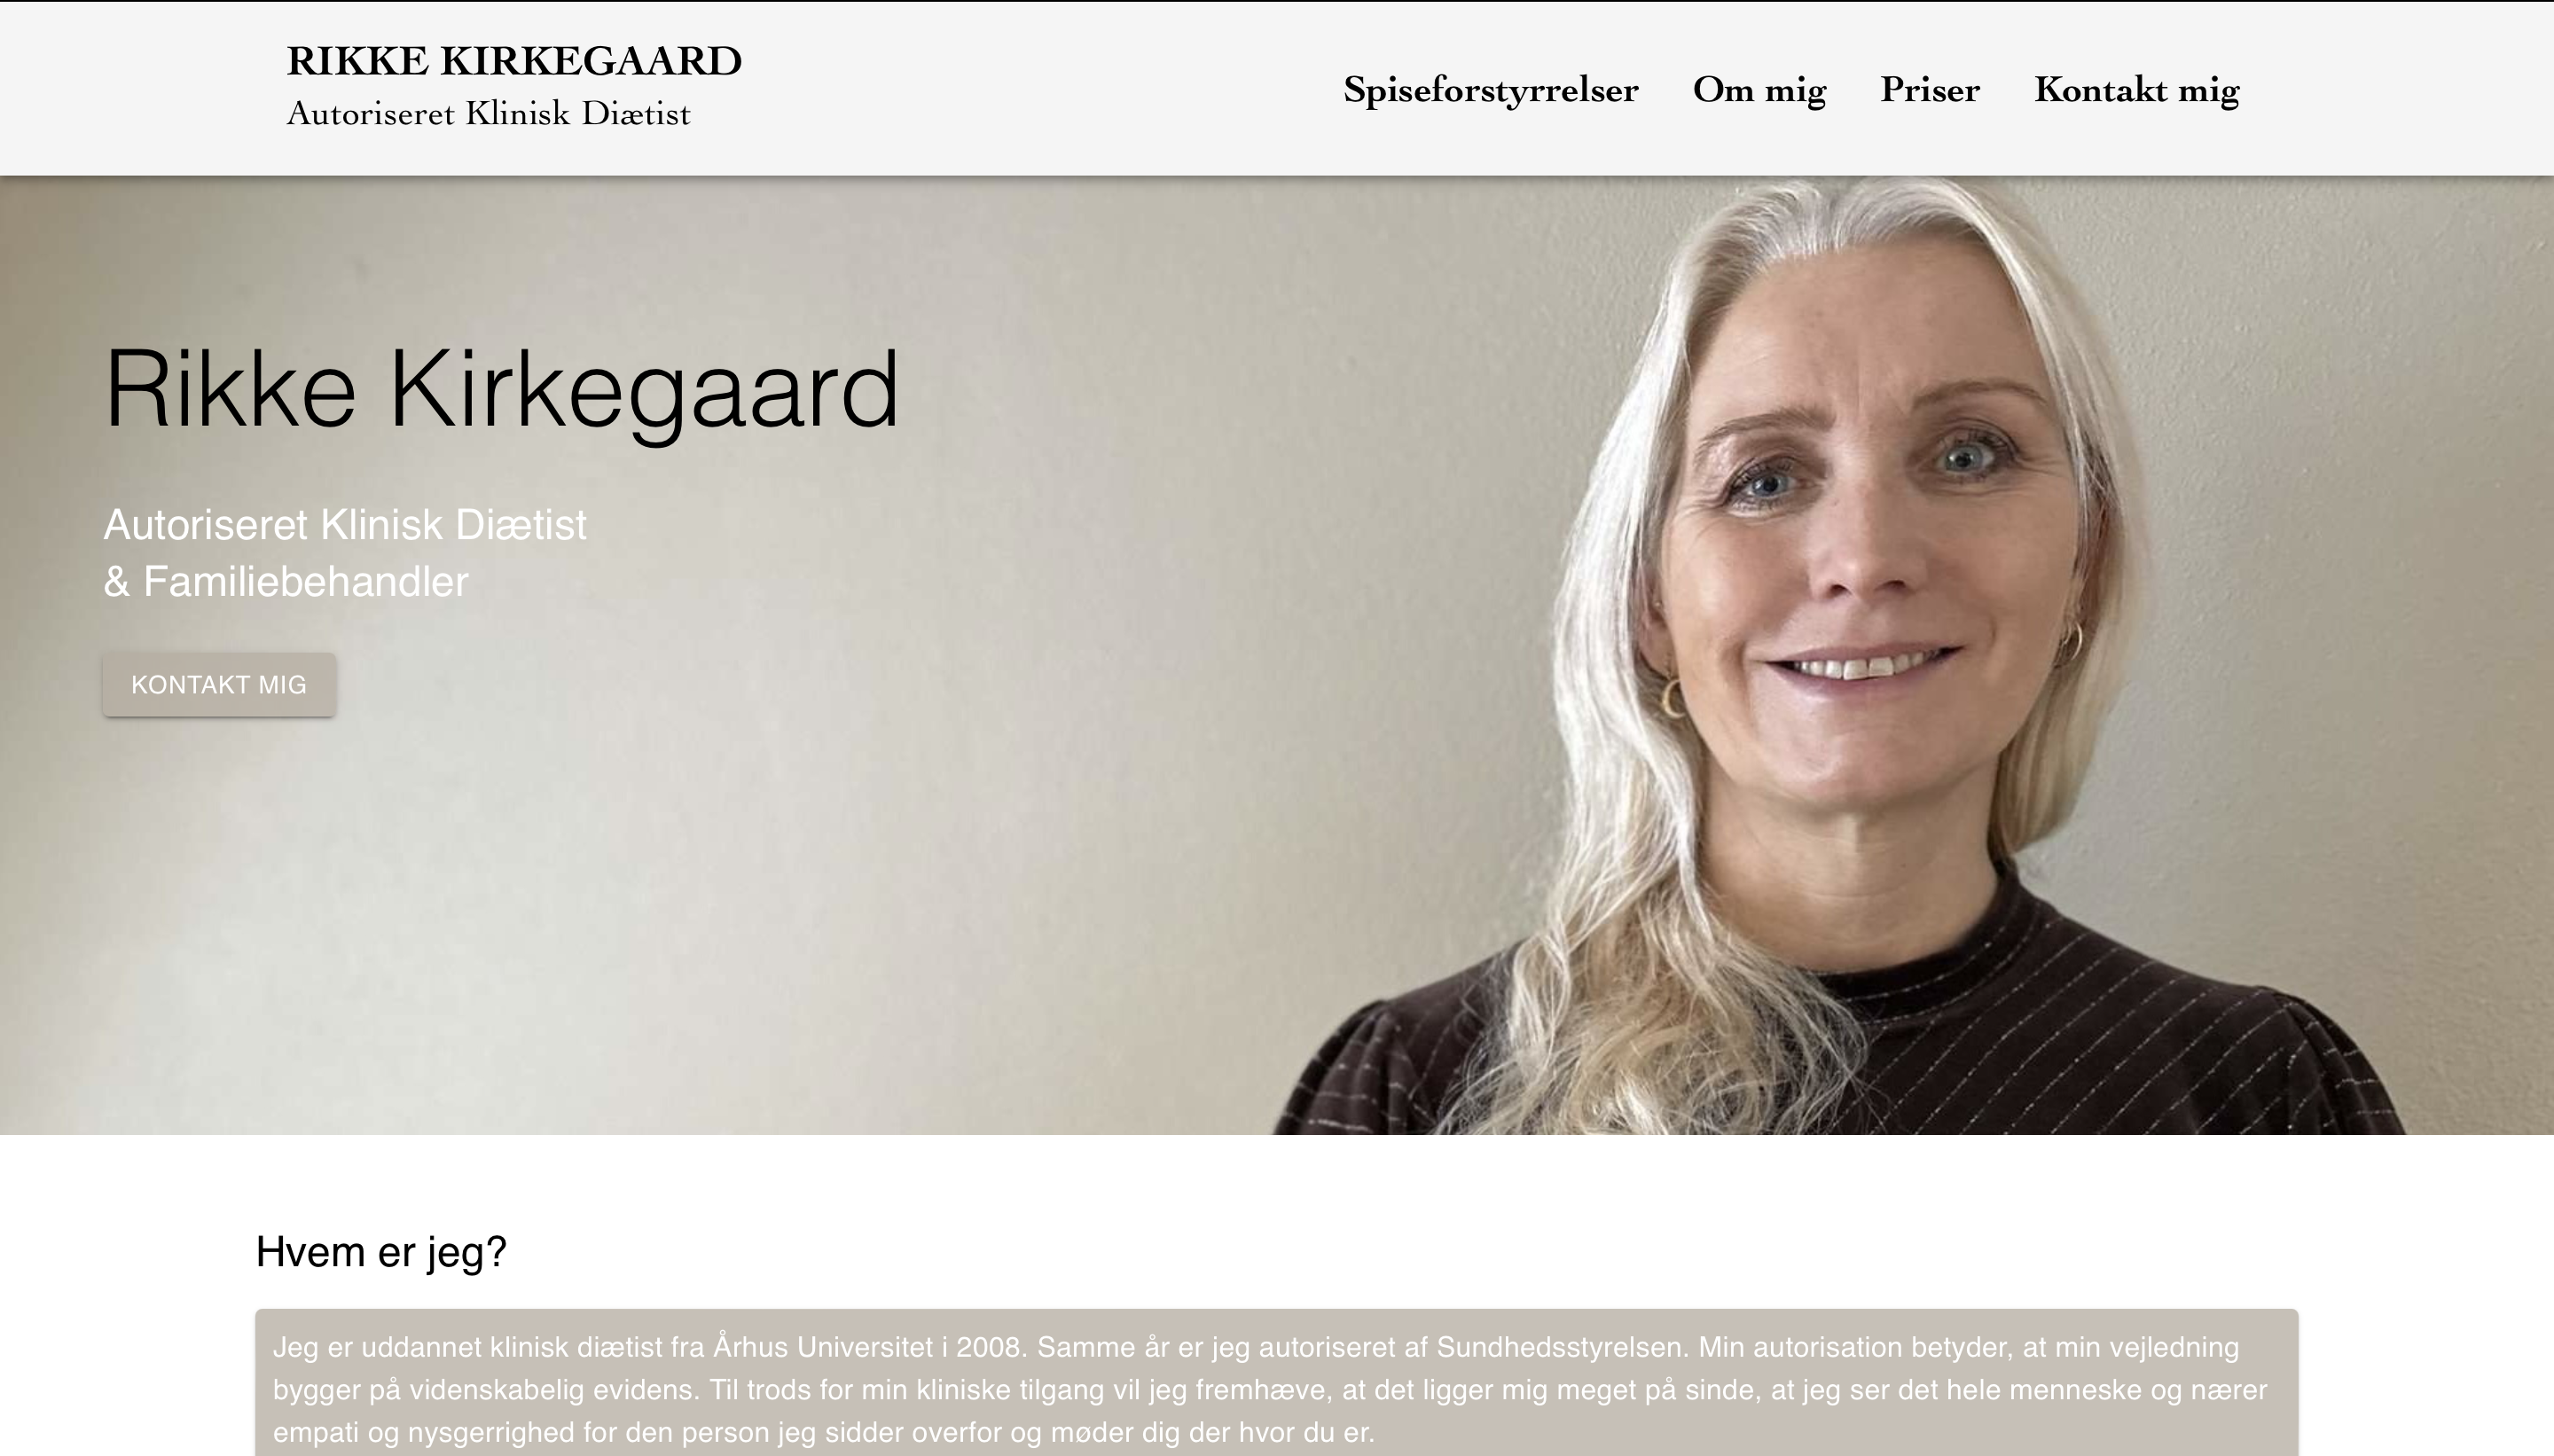 RIKKE KIRKEGAARD
Autoriseret Klinisk Diætist
Spiseforstyrrelser
Om mig
Priser
Kontakt mig
Rikke Kirkegaard
Autoriseret Klinisk Diætist
& Familiebehandler
KONTAKT MIG
Hvem er jeg?
Jeg er uddannet klinisk diætist fra Århus Universitet i 2008. Samme år er jeg autoriseret af Sundhedsstyrelsen. Min autorisation betyder, at min vejledning
bygger på videnskabelig evidens. Til trods for min kliniske tilgang vil jeg fremhæve, at det ligger mig meget på sinde, at jeg ser det hele menneske og nærer
empati og nysgerrighed for den person jeg sidder overfor og møder dig der hvor du er.